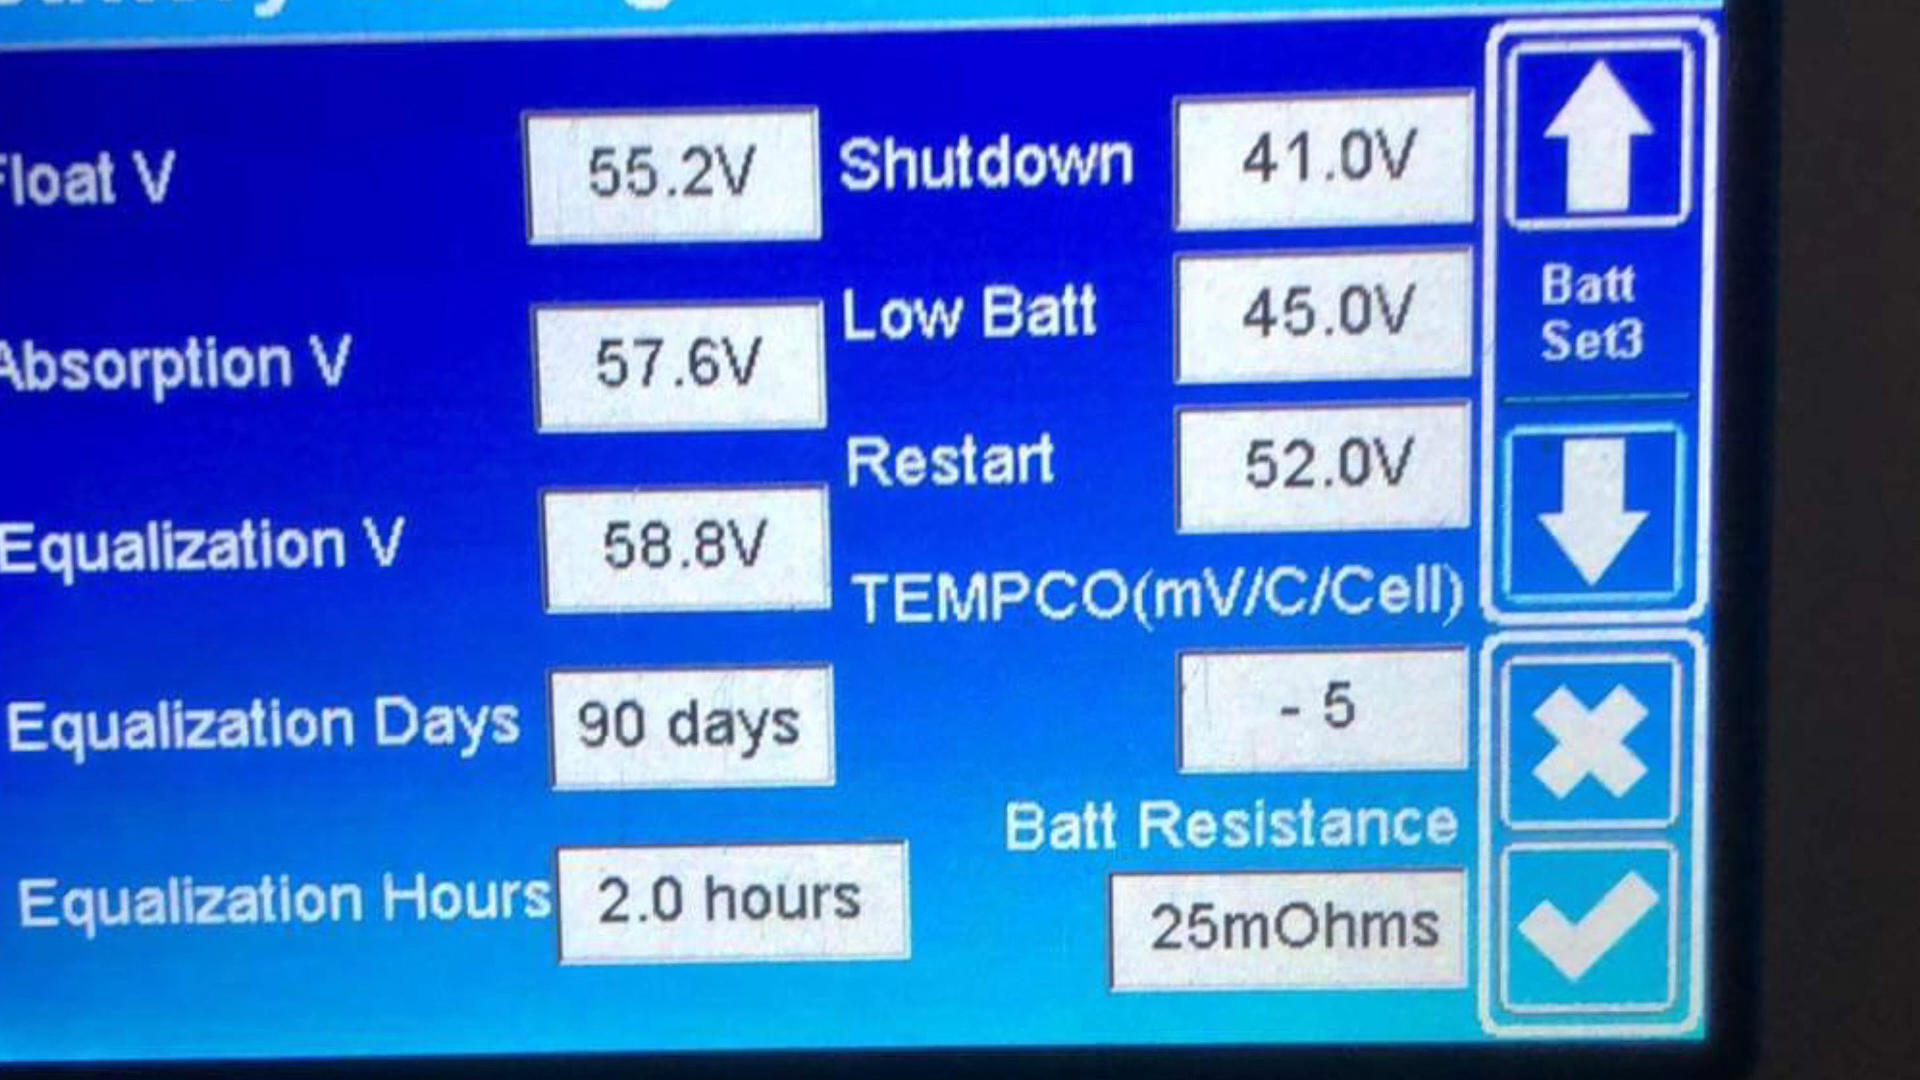 Float V 55.2V
Absorption V 57.6V
Equalization V 58.8V
Equalization Days 90 days
Equalization Hours 2.0 hours
Shutdown 41.0V
Low Batt 45.0V
Restart 52.0V
TEMPCO(mV/C/Cell)
- 5
Batt Resistance
25mOhms
Batt
Set3